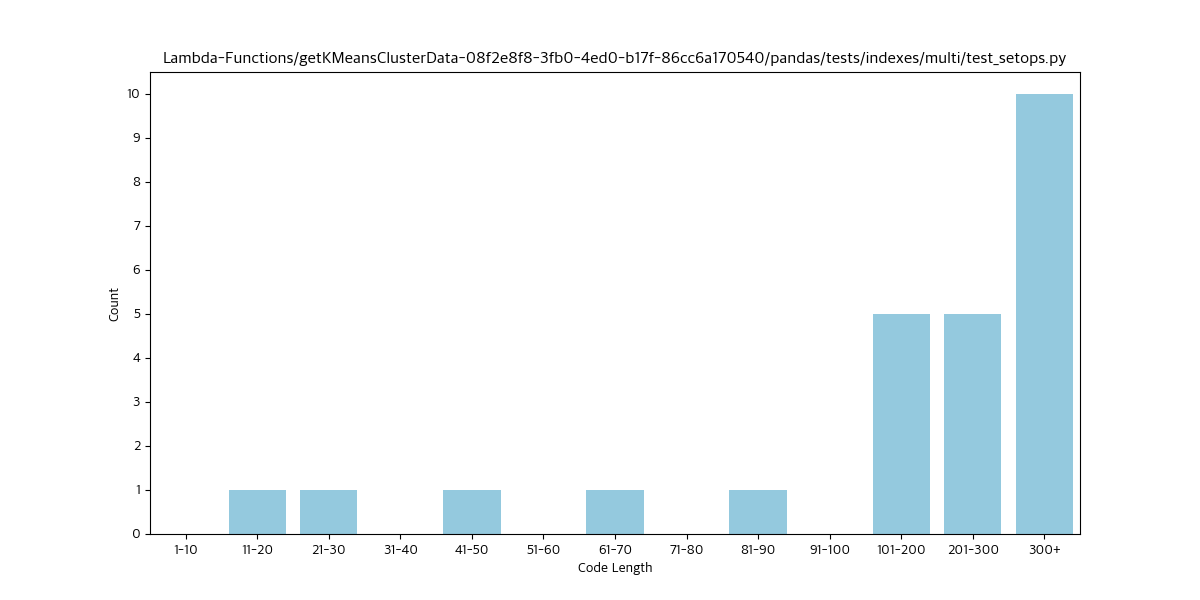 Lambda-Functions/getKMeansClusterData-08f2e8f8-3fb0-4ed0-b17f-86cc6a170540/pandas/tests/indexes/multi/test_setops.py
10
9
8
7
6
5
4
3
2
1
0
Count
1-10 11-20 21-30 31-40 41-50 51-60 61-70 71-80 81-90 91-100 101-200 201-300 300+
Code Length